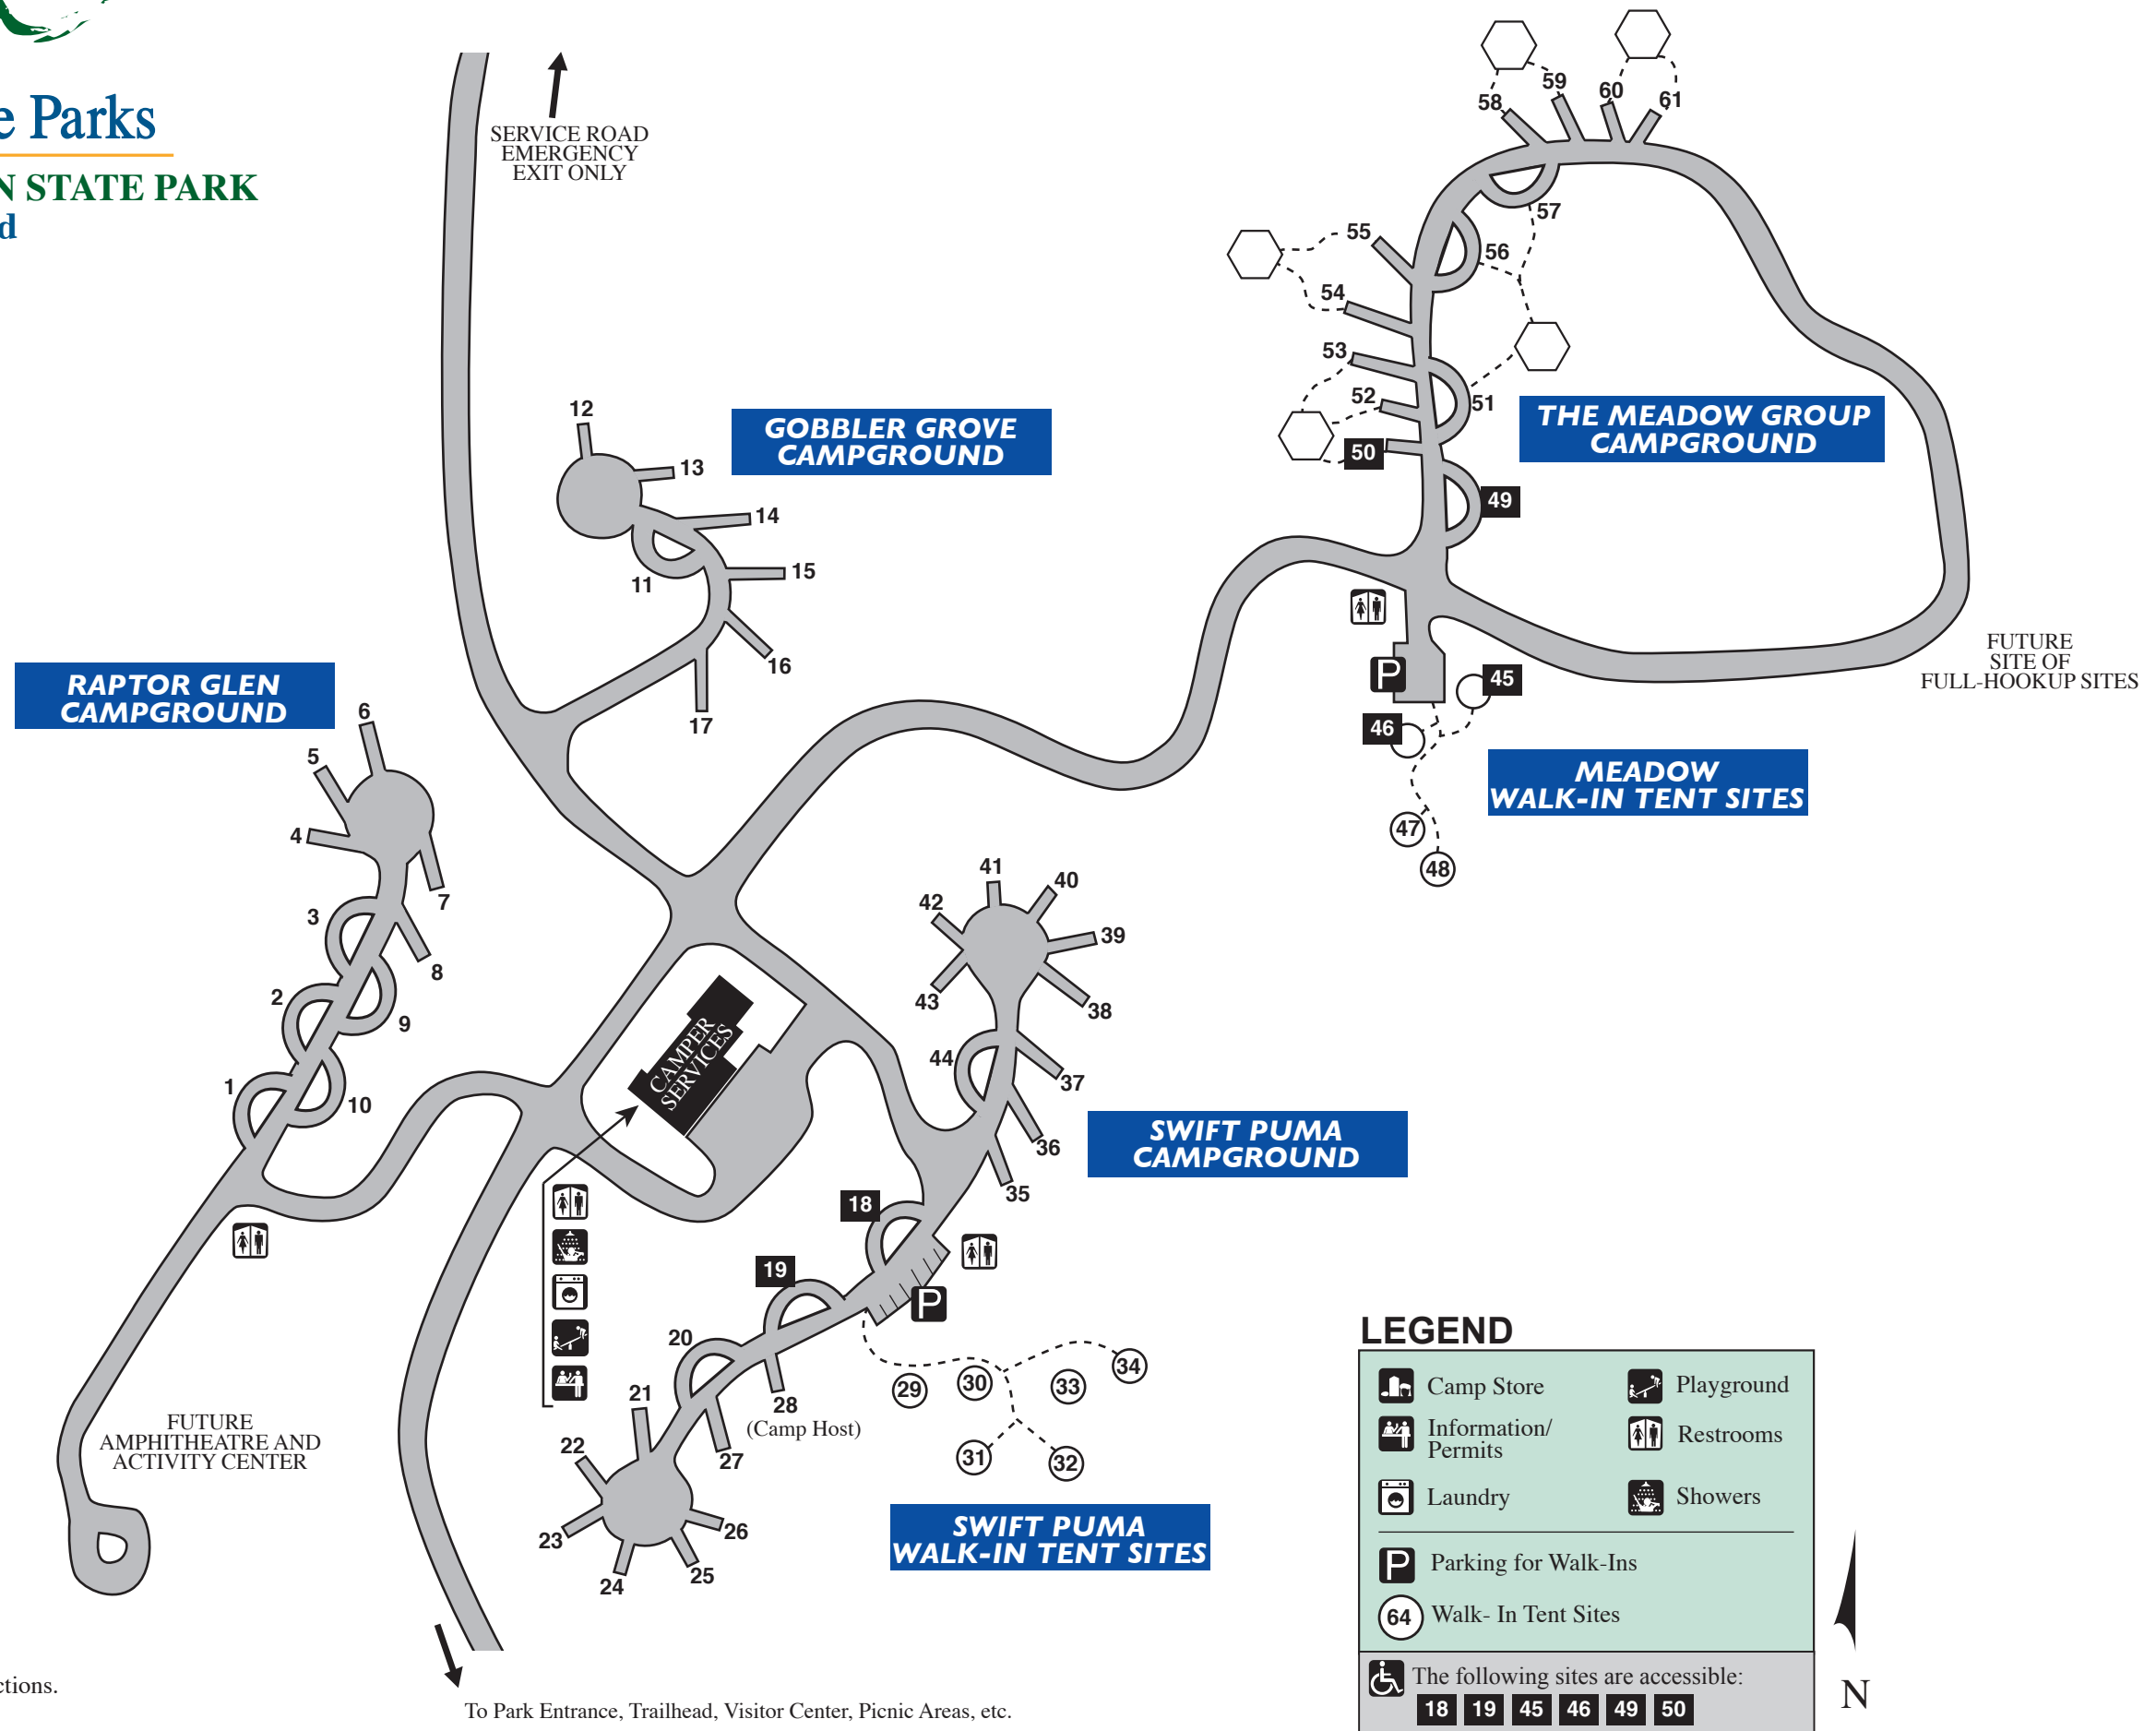 e Parks
N STATE PARK
d
SERVICE ROAD
EMERGENCY
EXIT ONLY
58
59
60
61
57
56
55
54
53
52
51
50
49
THE MEADOW GROUP
CAMPGROUND
12
13
14
15
16
17
11
GOBBLER GROVE
CAMPGROUND
RAPTOR GLEN
CAMPGROUND
6
5
4
7
3
8
2
9
1
10
P
45
46
47
48
MEADOW
WALK-IN TENT SITES
FUTURE
SITE OF
FULL-HOOKUP SITES
41
40
42
39
43
38
44
37
36
35
SWIFT PUMA
CAMPGROUND
CAMPER
SERVICES
18
19
P
20
21
22
23
24
25
26
27
28
(Camp Host)
29
30
33
34
31
32
SWIFT PUMA
WALK-IN TENT SITES
FUTURE
AMPHITHEATRE AND
ACTIVITY CENTER
ctions.
To Park Entrance, Trailhead, Visitor Center, Picnic Areas, etc.
LEGEND
Camp Store
Playground
Information/
Permits
Restrooms
Laundry
Showers
P Parking for Walk-Ins
64 Walk- In Tent Sites
The following sites are accessible:
18 19 45 46 49 50
N